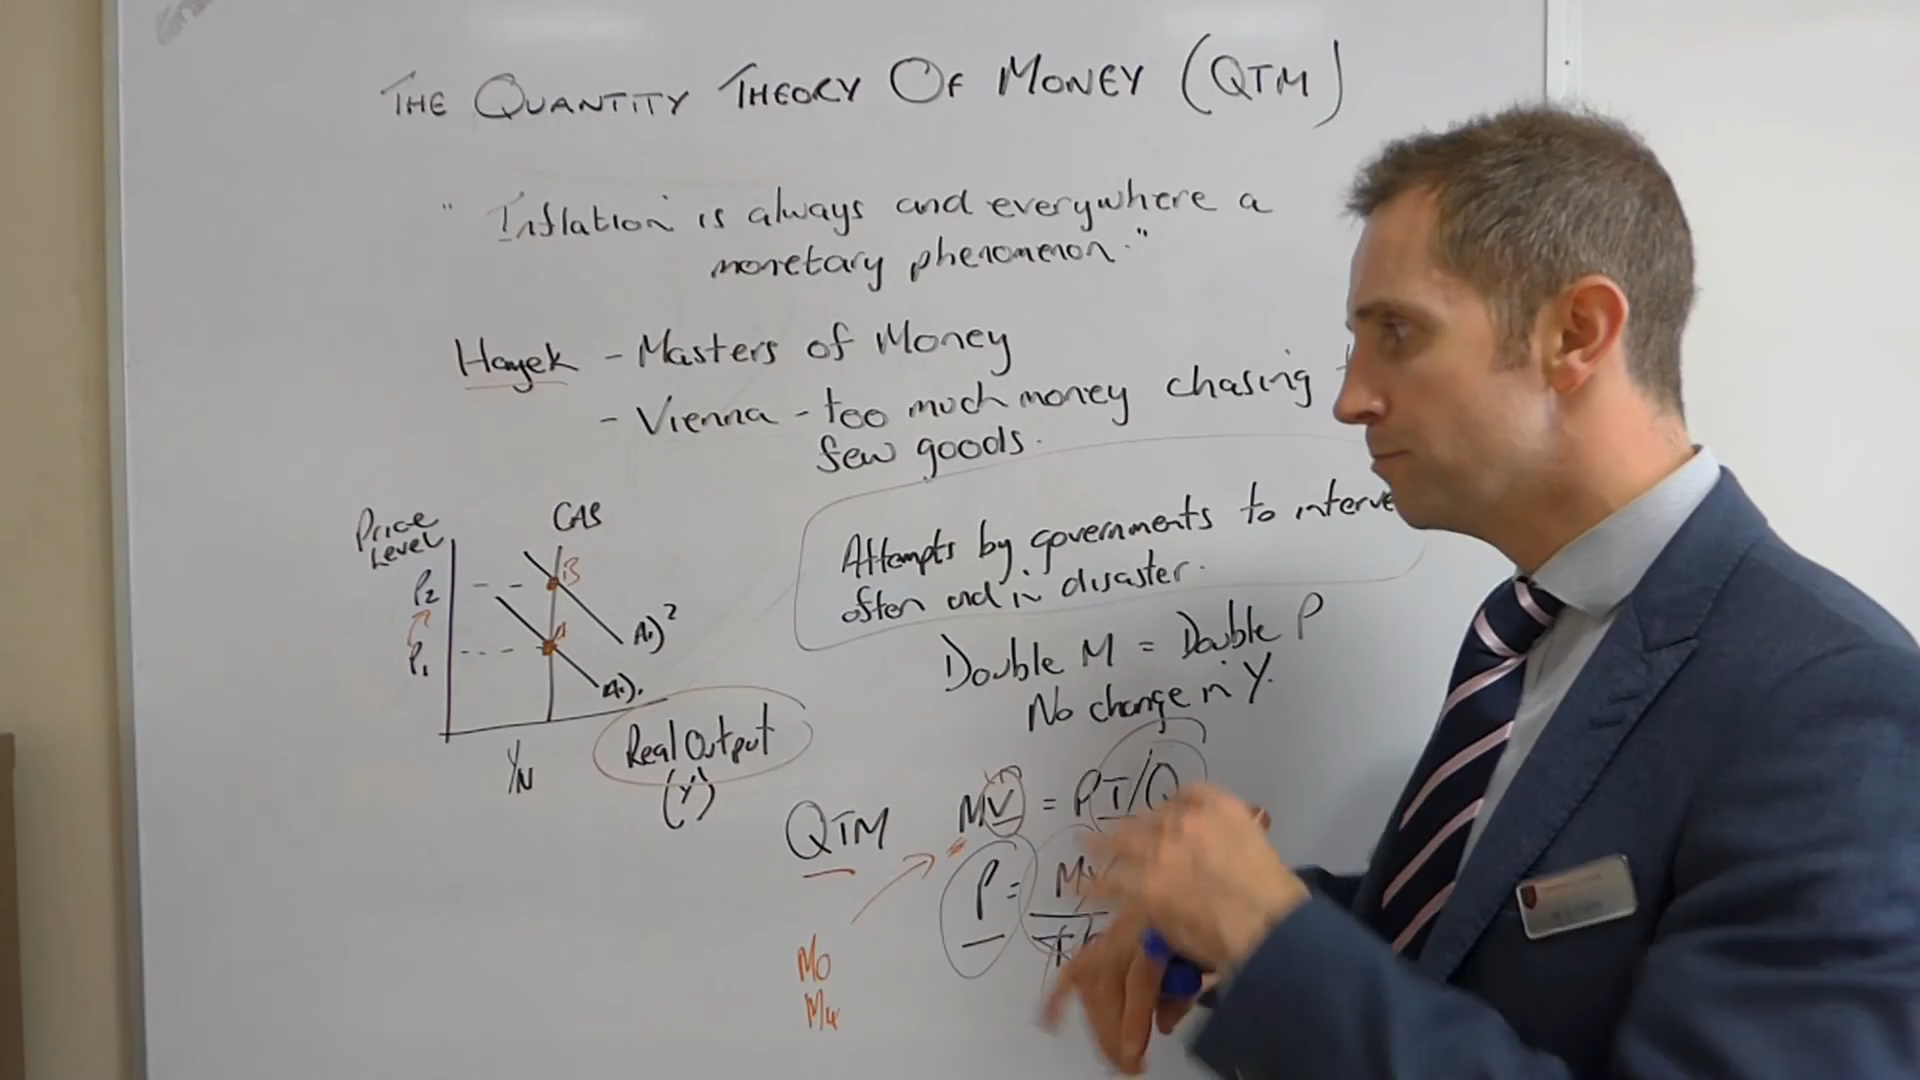 THE QUANTITY THEORY OF MONEY (QTM)
"Inflation is always and everywhere a
monetary phenomenon."
Hayek - Masters of Money
- Vienna - too much money chasing
few goods.
Attempts by governments to interve
often end in disaster.
Double M = Double P
No change in Y.
Price
Level
P2
P1
CAS
B
A
AD2
AD1
YN
Real Output
(Y)
QTM
MV = PT/Q
P = MV
M0
M4